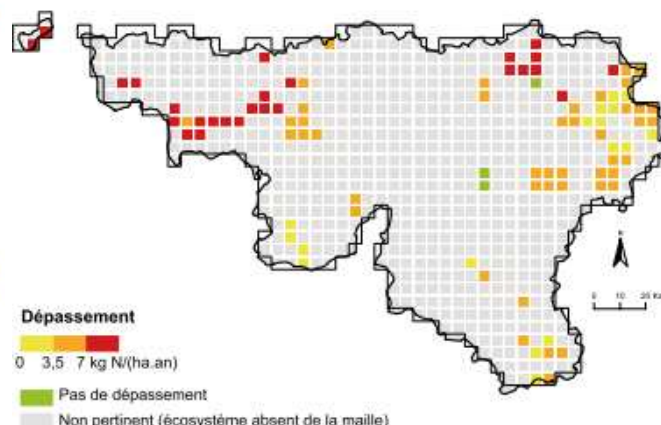 N
0 10 20 Km
Dépassement
0 3,5 7 kg N/(ha.an)
Pas de dépassement
Non pertinent (écosystème absent de la maille)